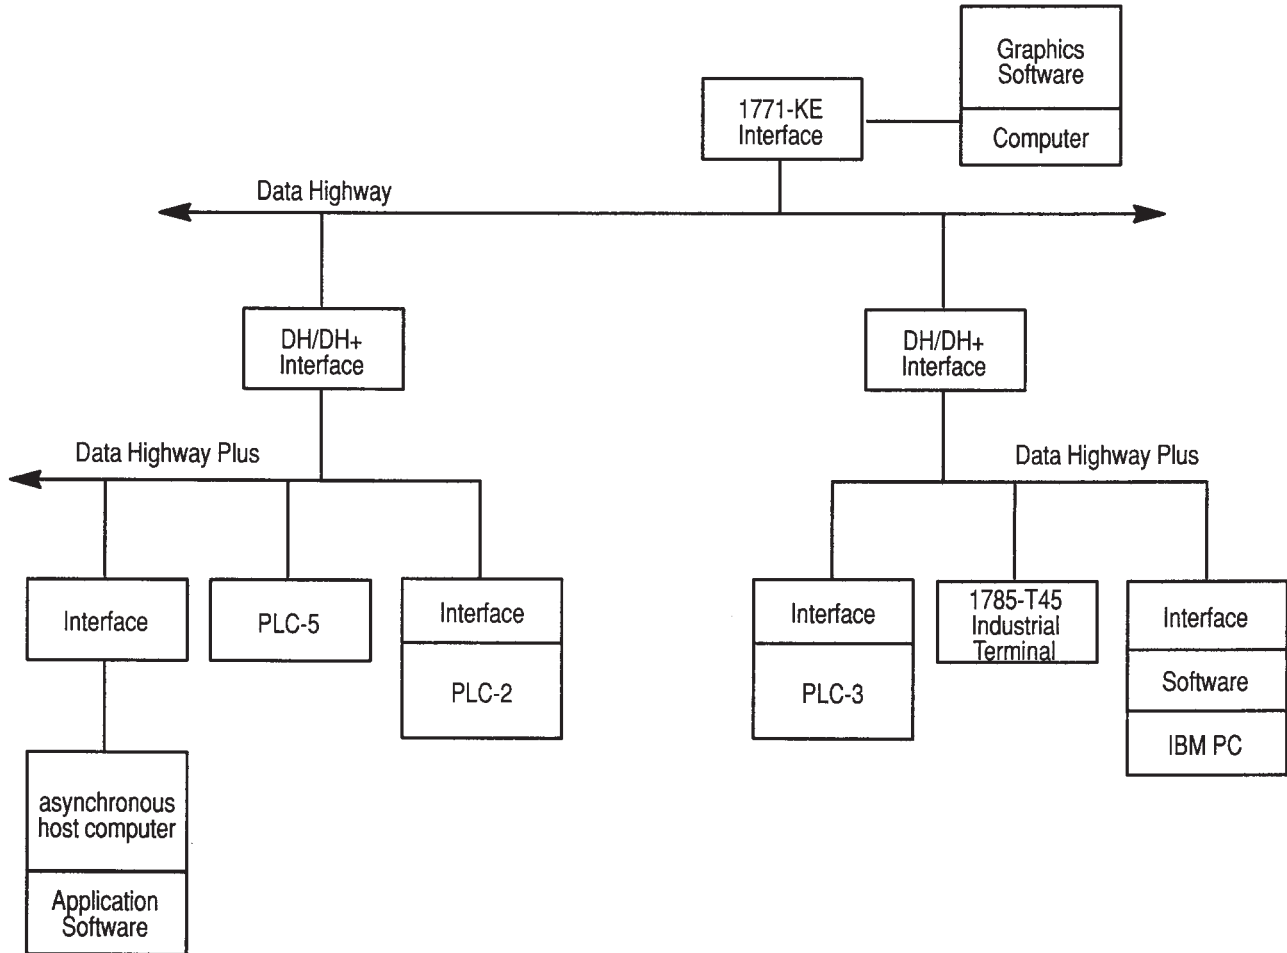 Graphics
Software
Computer
1771-KE
Interface
Data Highway
DH/DH+
Interface
DH/DH+
Interface
Data Highway Plus
Data Highway Plus
Interface
PLC-5
Interface
PLC-2
Interface
PLC-3
1785-T45
Industrial
Terminal
Interface
Software
IBM PC
asynchronous
host computer
Application
Software